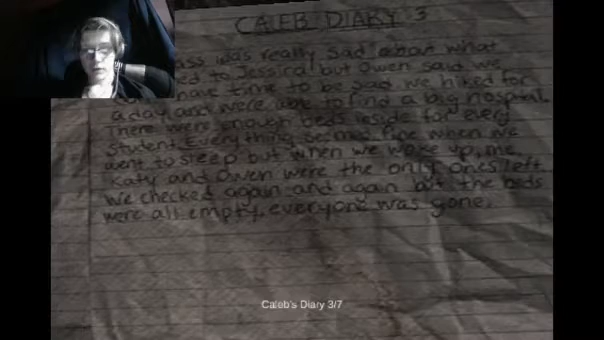 CALEB DIARY 3
was really sad about what
to Jessica but Owen said we
have time to be sad we hiked for
a day and were able to find a big hospital.
There were enough beds inside for every
student. Everything seemed fine when we
went to sleep but when we woke up, me
Katy and Owen were the only ones left.
We checked again and again but the beds
were all empty, everyone was gone.
Caleb's Diary 3/7